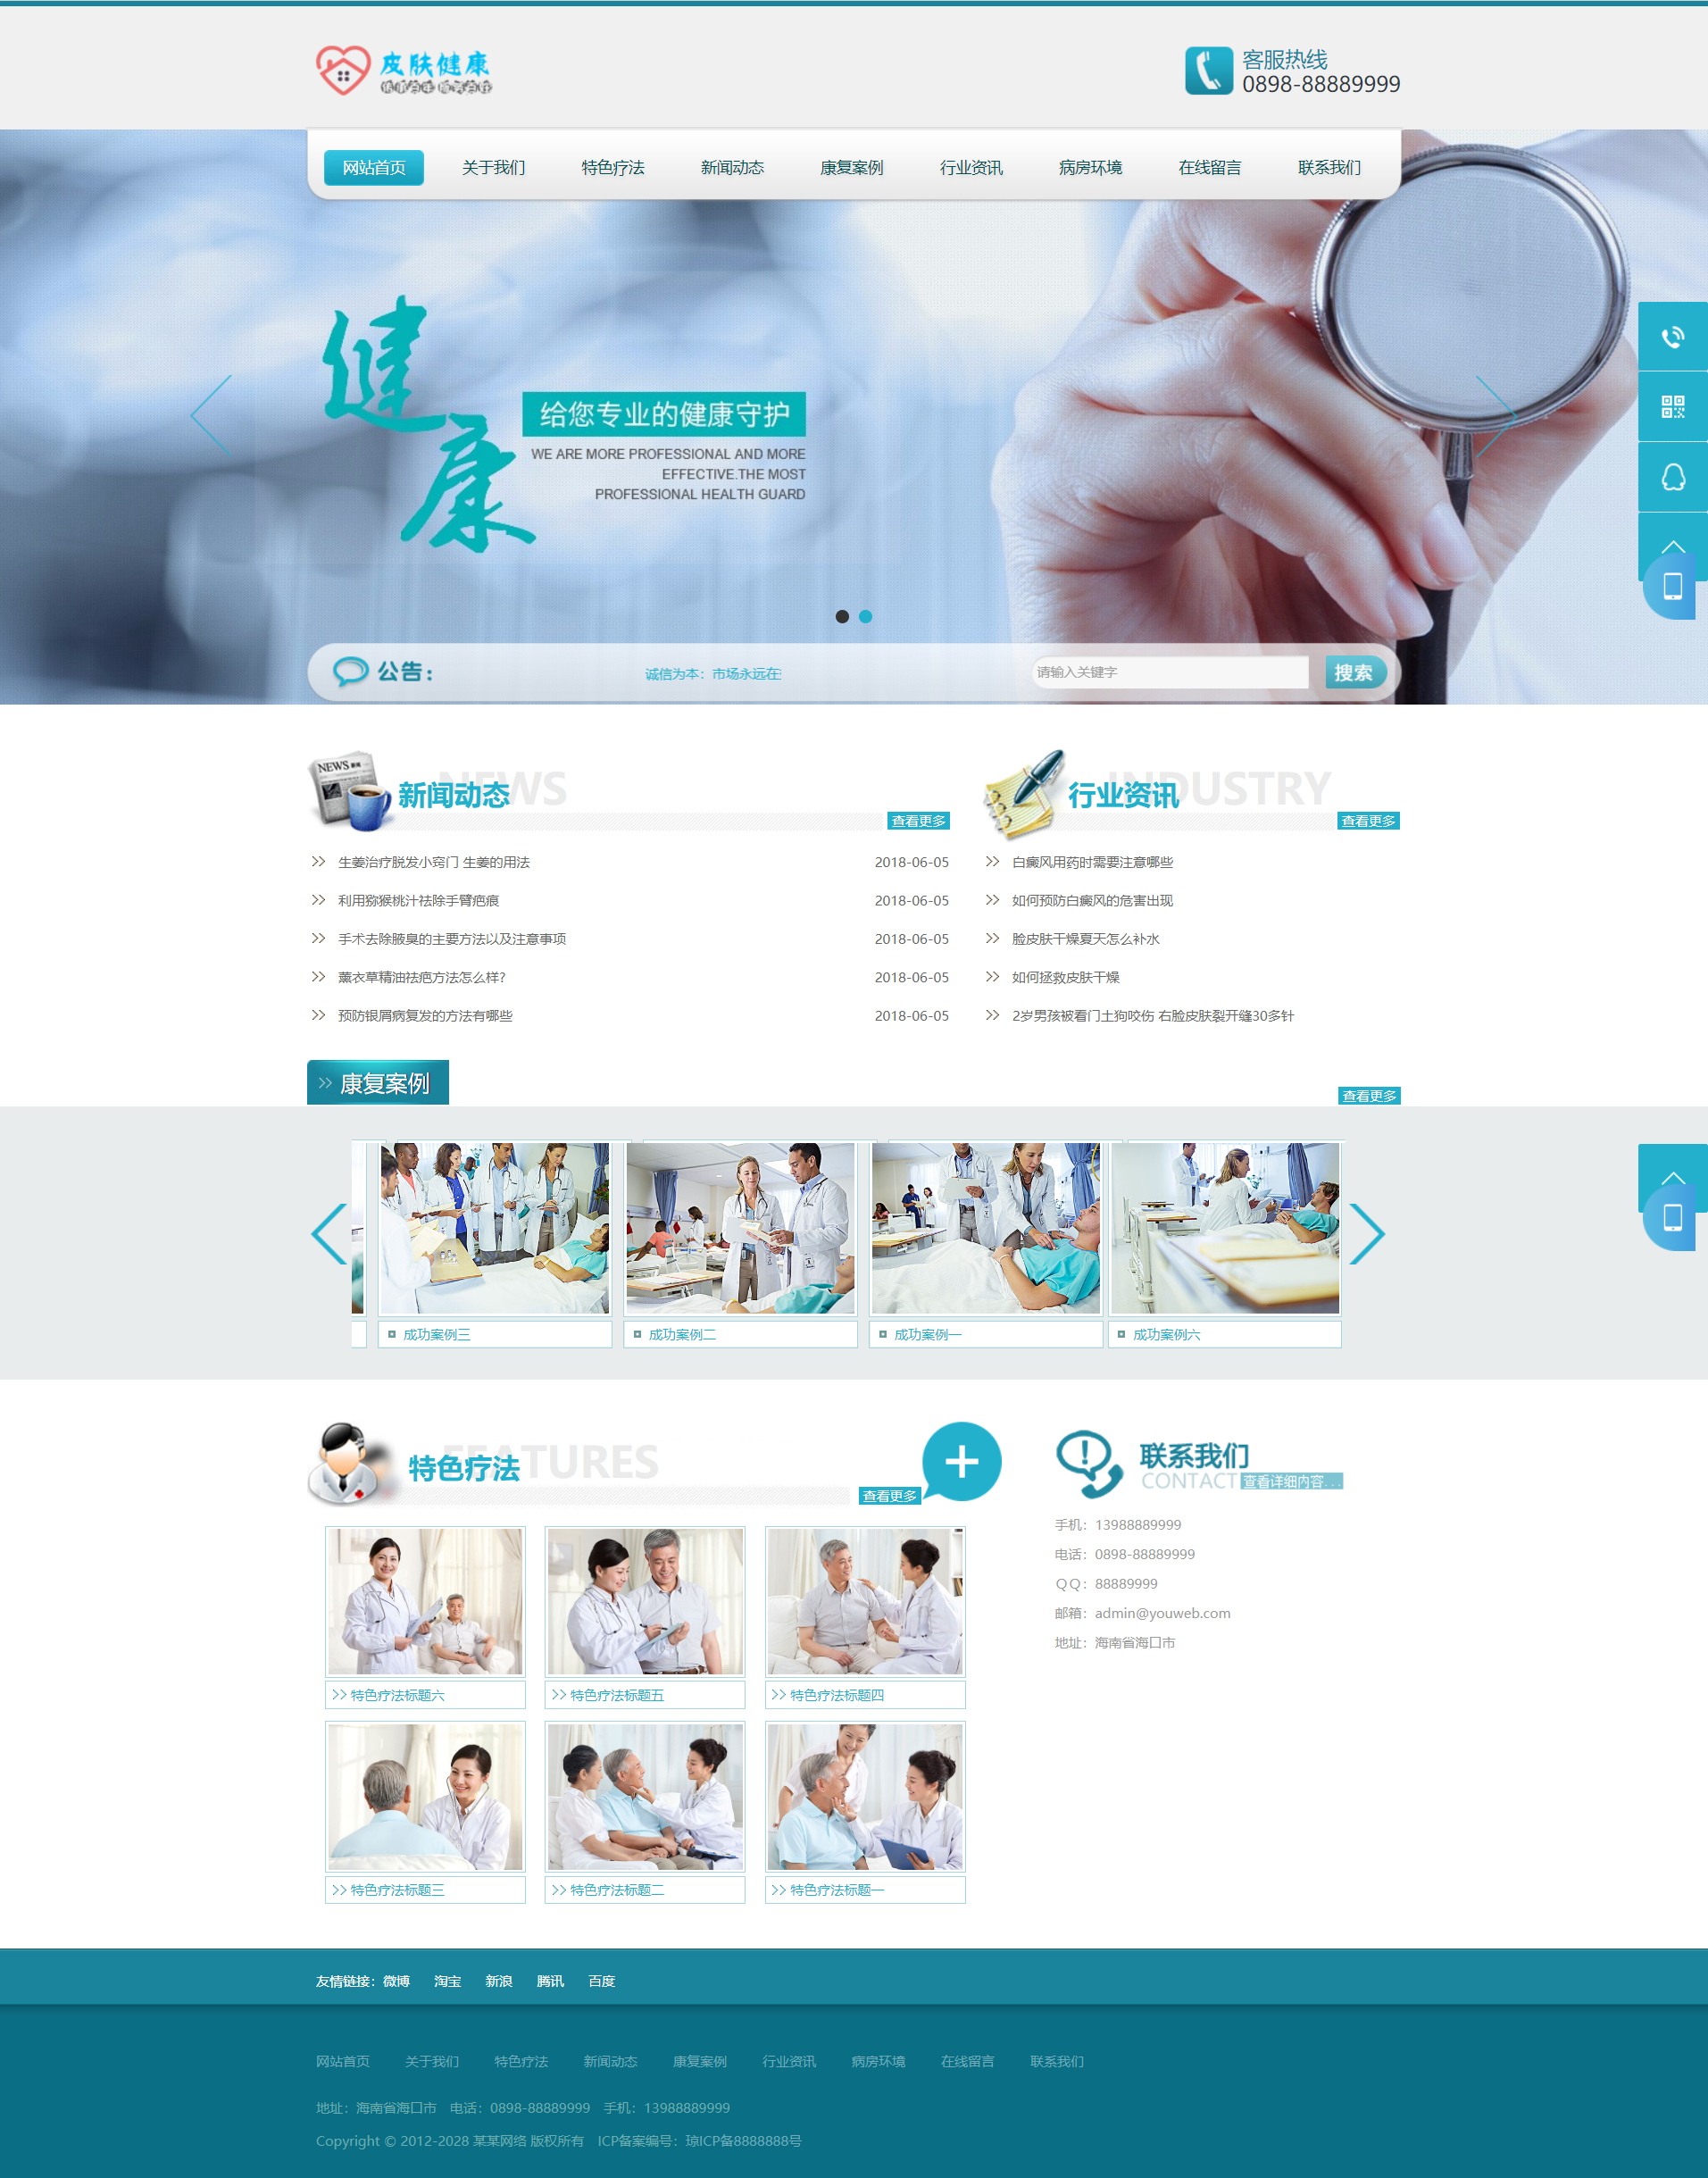 皮肤健康
客服热线
0898-88889999
网站首页 关于我们 特色疗法 新闻动态 康复案例 行业资讯 病房环境 在线留言 联系我们
健康
给您专业的健康守护
WE ARE MORE PROFESSIONAL AND MORE
EFFECTIVE.THE MOST
PROFESSIONAL HEALTH GUARD
公告：
诚信为本：市场永远在
请输入关键字
搜索
NEWS
新闻动态
查看更多
生姜治疗脱发小窍门 生姜的用法 2018-06-05
利用猕猴桃汁祛除手臂疤痕 2018-06-05
手术去除腋臭的主要方法以及注意事项 2018-06-05
薰衣草精油祛疤方法怎么样? 2018-06-05
预防银屑病复发的方法有哪些 2018-06-05
INDUSTRY
行业资讯
查看更多
白癜风用药时需要注意哪些
如何预防白癜风的危害出现
脸皮肤干燥夏天怎么补水
如何拯救皮肤干燥
2岁男孩被看门土狗咬伤 右脸皮肤裂开缝30多针
康复案例
查看更多
成功案例三 成功案例二 成功案例一 成功案例六
FEATURES
特色疗法
查看更多
特色疗法标题六 特色疗法标题五 特色疗法标题四
特色疗法标题三 特色疗法标题二 特色疗法标题一
联系我们
CONTACT 查看详细内容...
手机：13988889999
电话：0898-88889999
ＱＱ：88889999
邮箱：admin@youweb.com
地址：海南省海口市
友情链接：微博 淘宝 新浪 腾讯 百度
网站首页 关于我们 特色疗法 新闻动态 康复案例 行业资讯 病房环境 在线留言 联系我们
地址：海南省海口市 电话：0898-88889999 手机：13988889999
Copyright © 2012-2028 某某网络 版权所有 ICP备案编号：琼ICP备8888888号